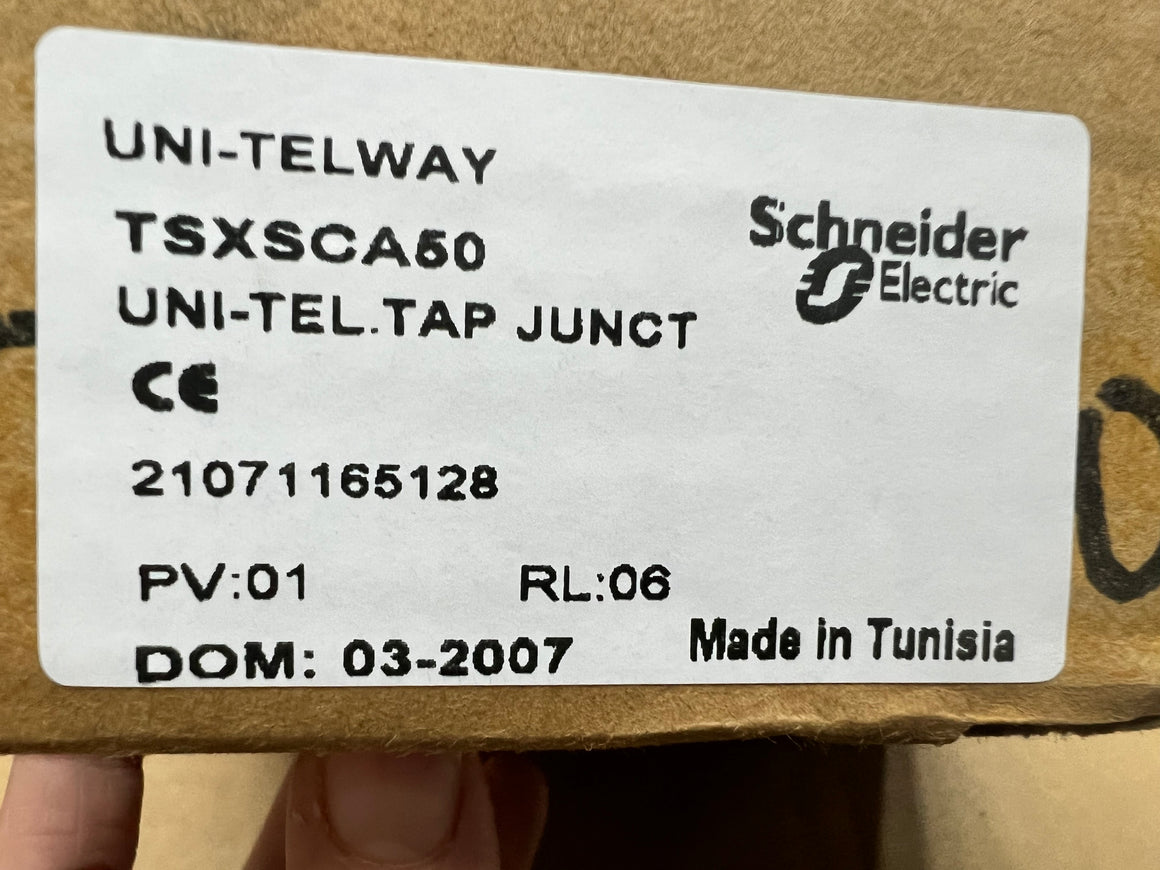 UNI-TELWAY
TSXSCA50
UNI-TEL.TAP JUNCT
Schneider
Electric
CE
21071165128
PV:01 RL:06
DOM: 03-2007
Made in Tunisia